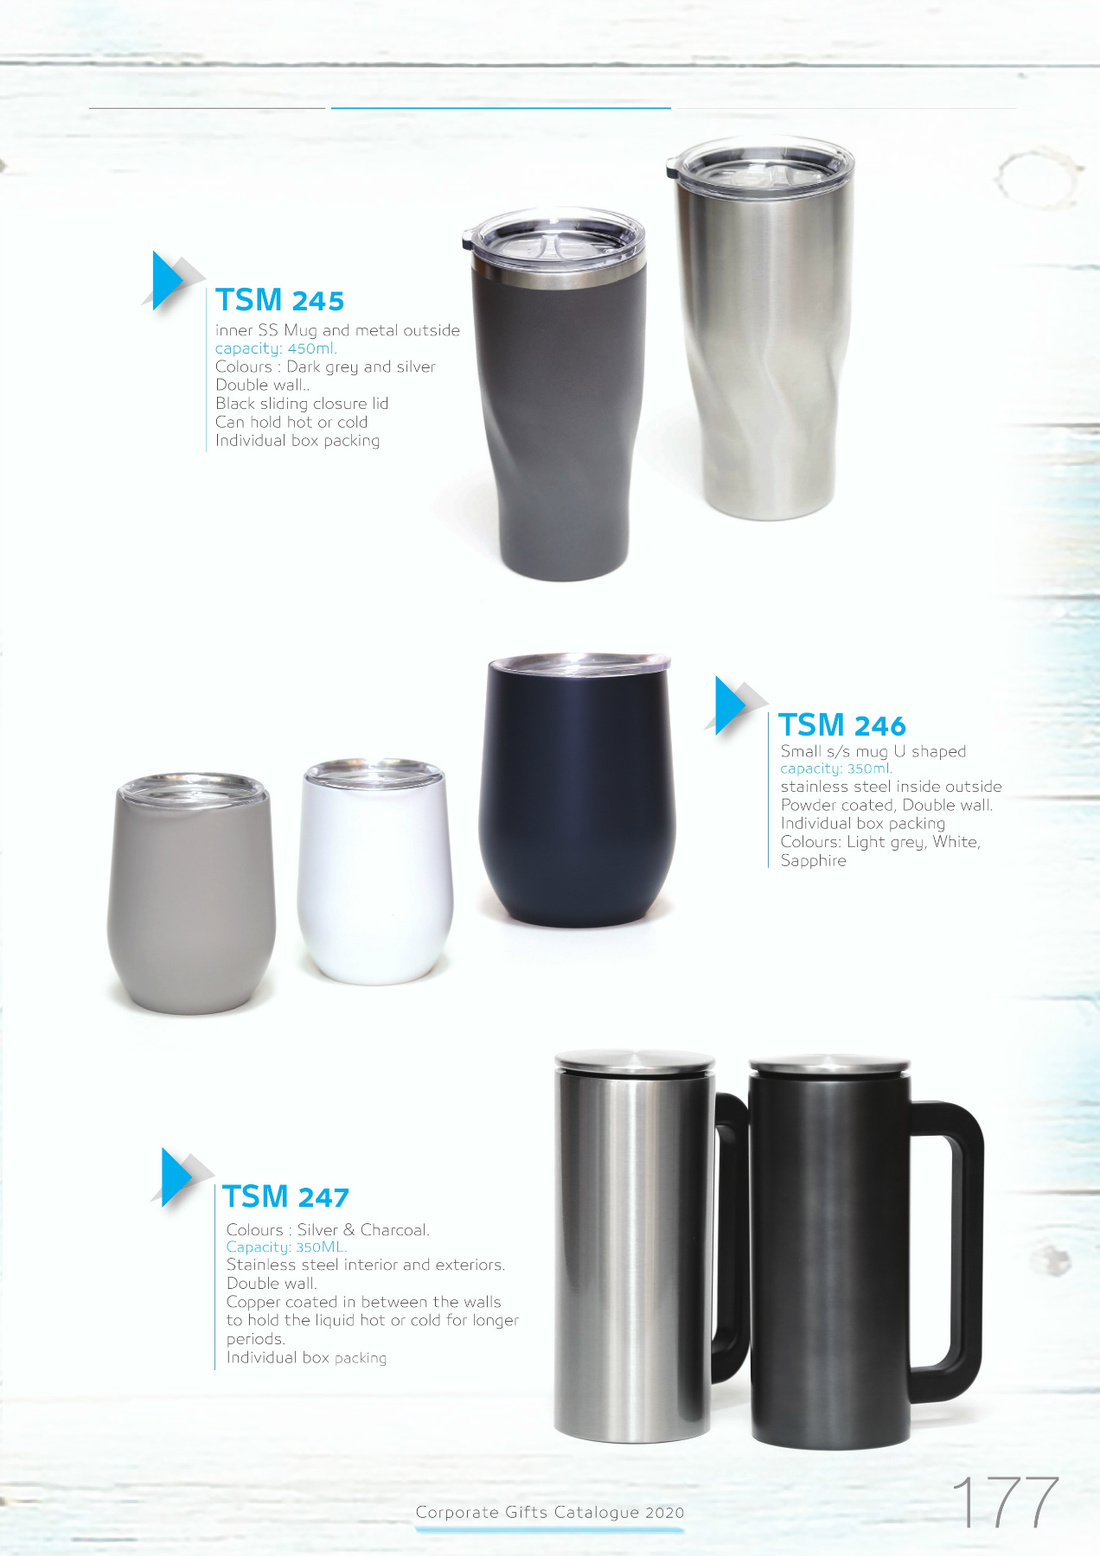 TSM 245
inner SS Mug and metal outside
capacity: 450ml.
Colours : Dark grey and silver
Double wall..
Black sliding closure lid
Can hold hot or cold
Individual box packing
TSM 246
Small s/s mug U shaped
capacity: 350ml.
stainless steel inside outside
Powder coated, Double wall.
Individual box packing
Colours: Light grey, White,
Sapphire
TSM 247
Colours : Silver & Charcoal.
Capacity: 350ML.
Stainless steel interior and exteriors.
Double wall.
Copper coated in between the walls
to hold the liquid hot or cold for longer
periods.
Individual box packing
Corporate Gifts Catalogue 2020
177